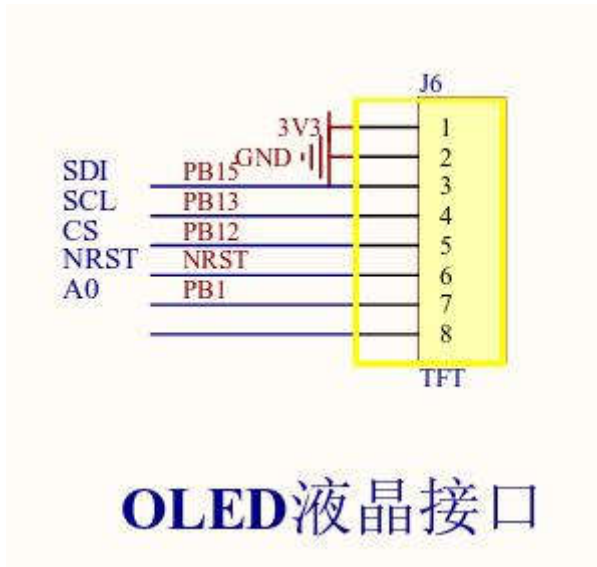 J6
3V3 1
GND 2
SDI PB15 3
SCL PB13 4
CS PB12 5
NRST NRST 6
A0 PB1 7
8
TFT
OLED液晶接口